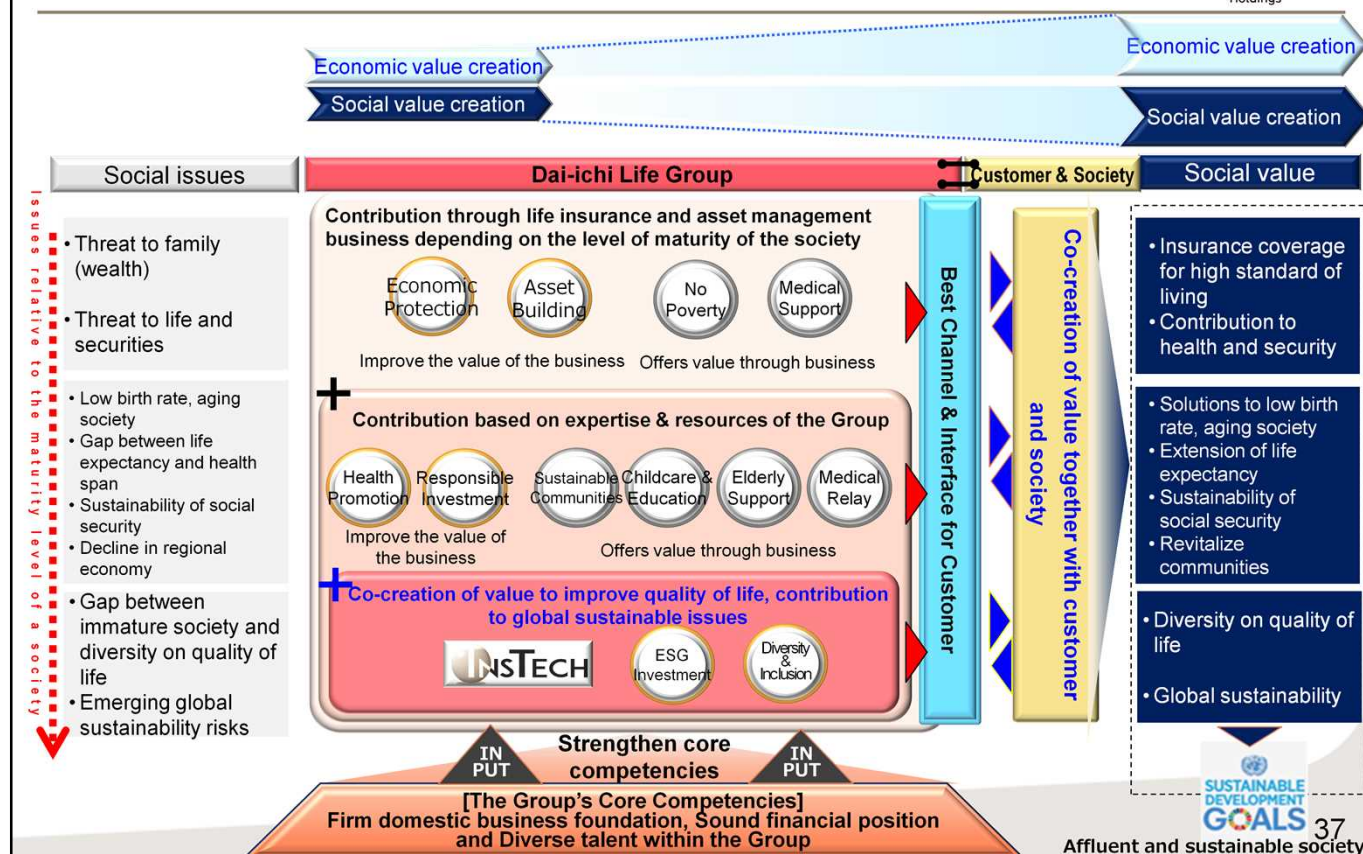 Holdings
Economic value creation
Social value creation
Economic value creation
Social value creation
Social issues
Dai-ichi Life Group
Customer & Society
Social value
Issues relative to the maturity level of a society
• Threat to family
(wealth)
• Threat to life and
securities
• Low birth rate, aging
society
• Gap between life
expectancy and health
span
• Sustainability of social
security
• Decline in regional
economy
• Gap between
immature society and
diversity on quality of
life
• Emerging global
sustainability risks
Contribution through life insurance and asset management
business depending on the level of maturity of the society
Economic
Protection
Asset
Building
No
Poverty
Medical
Support
Improve the value of the business
Offers value through business
+
Contribution based on expertise & resources of the Group
Health
Promotion
Responsible
Investment
Sustainable
Communities
Childcare &
Education
Elderly
Support
Medical
Relay
Improve the value of
the business
Offers value through business
+
Co-creation of value to improve quality of life, contribution
to global sustainable issues
INSTECH
ESG
Investment
Diversity
&
Inclusion
Best Channel & Interface for Customer
Co-creation of value together with customer
and society
• Insurance coverage
for high standard of
living
• Contribution to
health and security
• Solutions to low birth
rate, aging society
• Extension of life
expectancy
• Sustainability of
social security
• Revitalize
communities
• Diversity on quality of
life
• Global sustainability
IN
PUT
Strengthen core
competencies
IN
PUT
[The Group's Core Competencies]
Firm domestic business foundation, Sound financial position
and Diverse talent within the Group
SUSTAINABLE
DEVELOPMENT
GOALS
37
Affluent and sustainable society